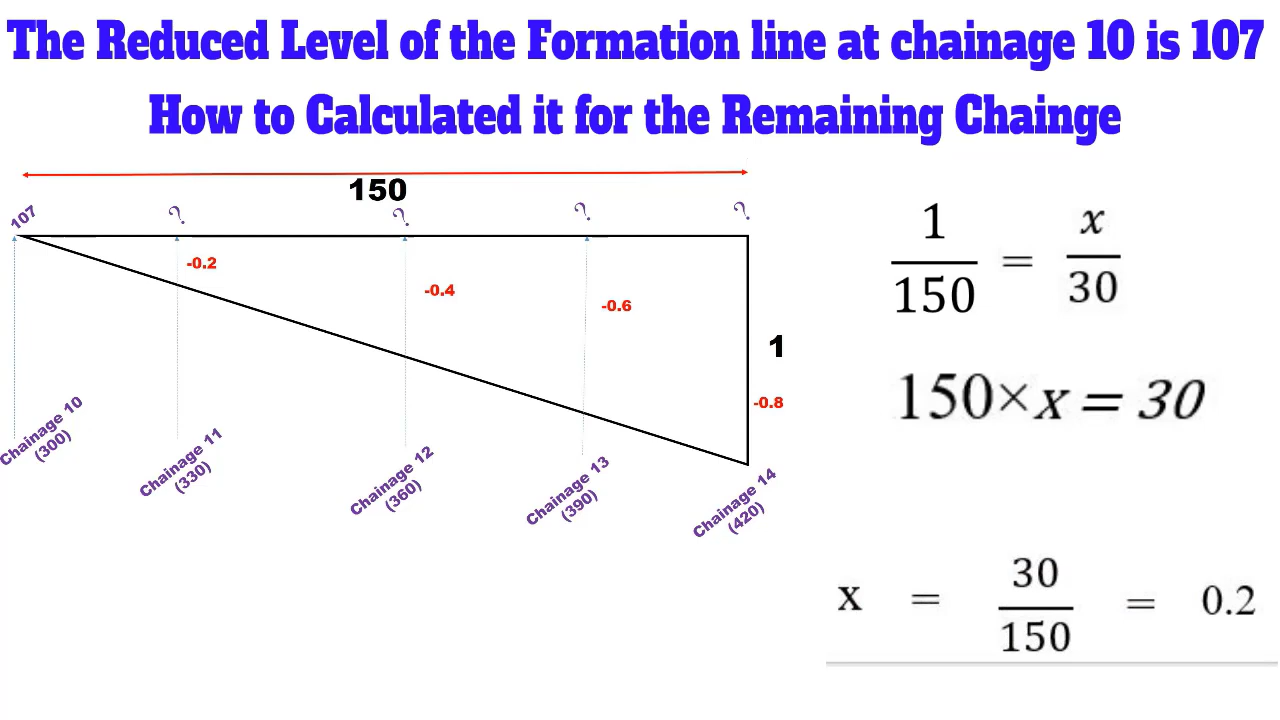 The Reduced Level of the Formation line at chainage 10 is 107
How to Calculated it for the Remaining Chainge
150
107
?
?
?
?
-0.2
-0.4
-0.6
1
-0.8
Chainage 10
(300)
Chainage 11
(330)
Chainage 12
(360)
Chainage 13
(390)
Chainage 14
(420)
1/150 = x/30
150×x = 30
x = 30/150 = 0.2